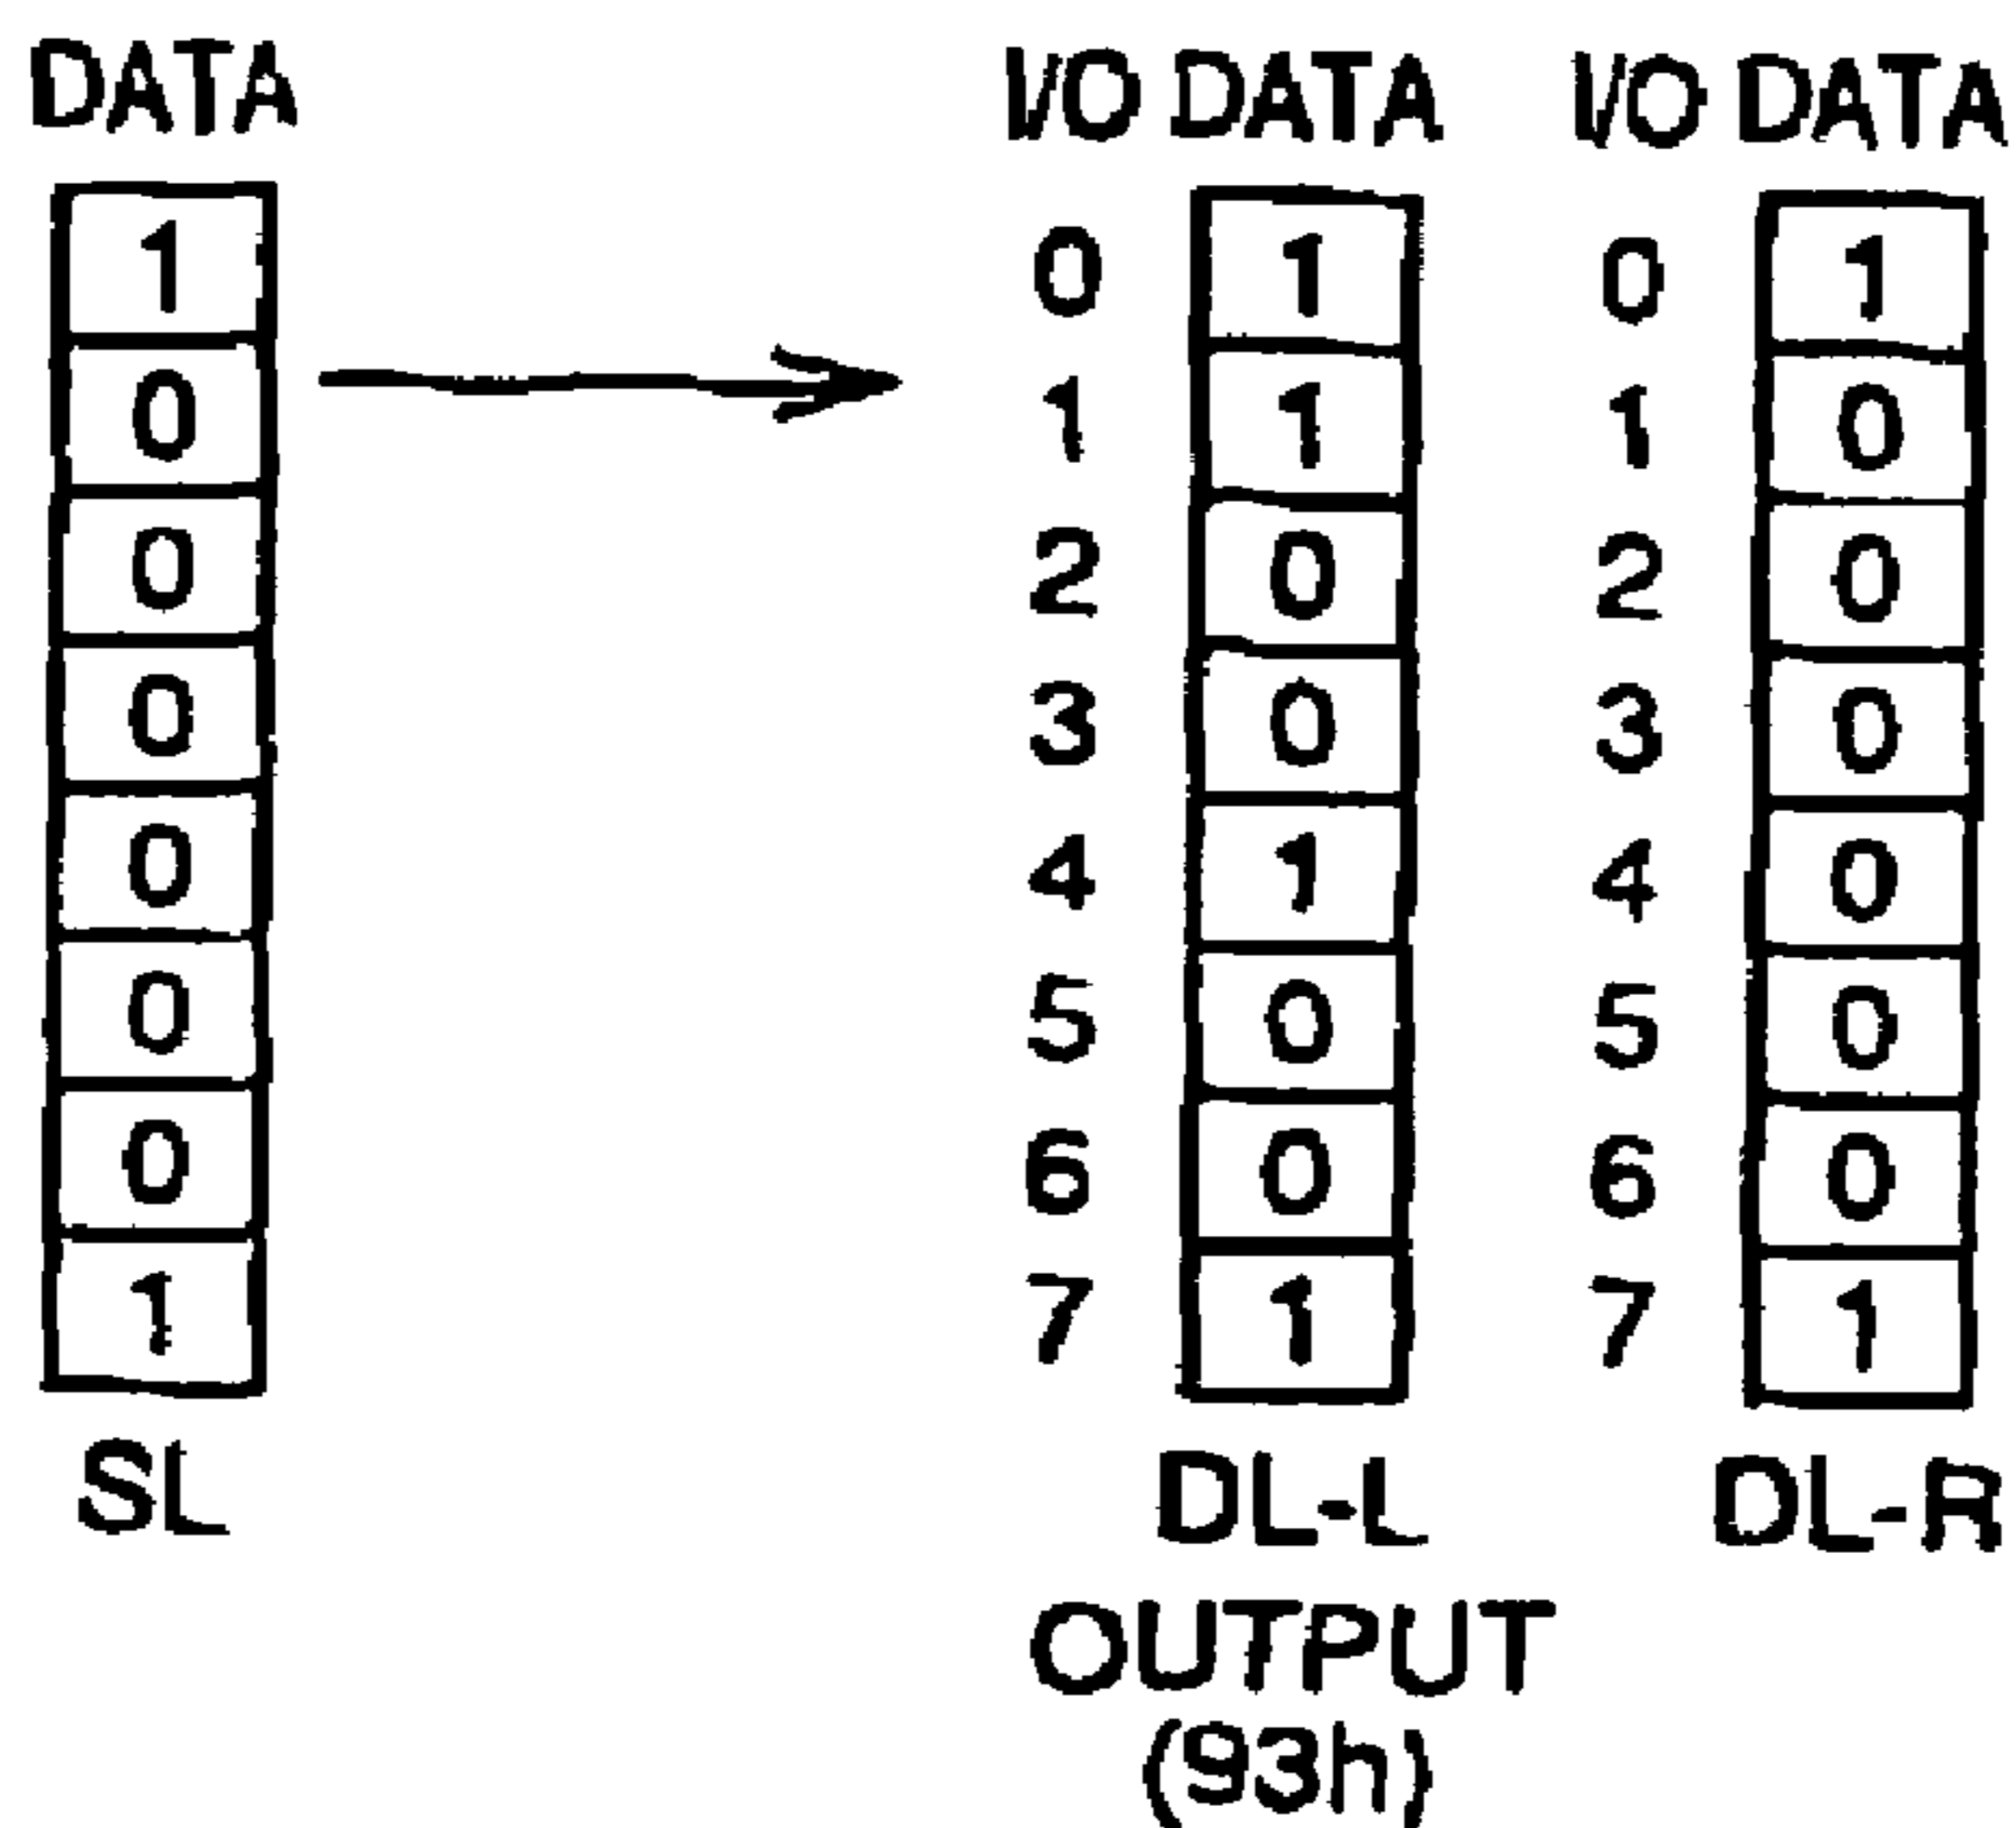 DATA I/O DATA I/O DATA
1 0 1 0 1
0 1 1 1 0
0 2 0 2 0
0 3 0 3 0
0 4 1 4 0
0 5 0 5 0
0 6 0 6 0
1 7 1 7 1
SL DL-L DL-R
OUTPUT
(93h)